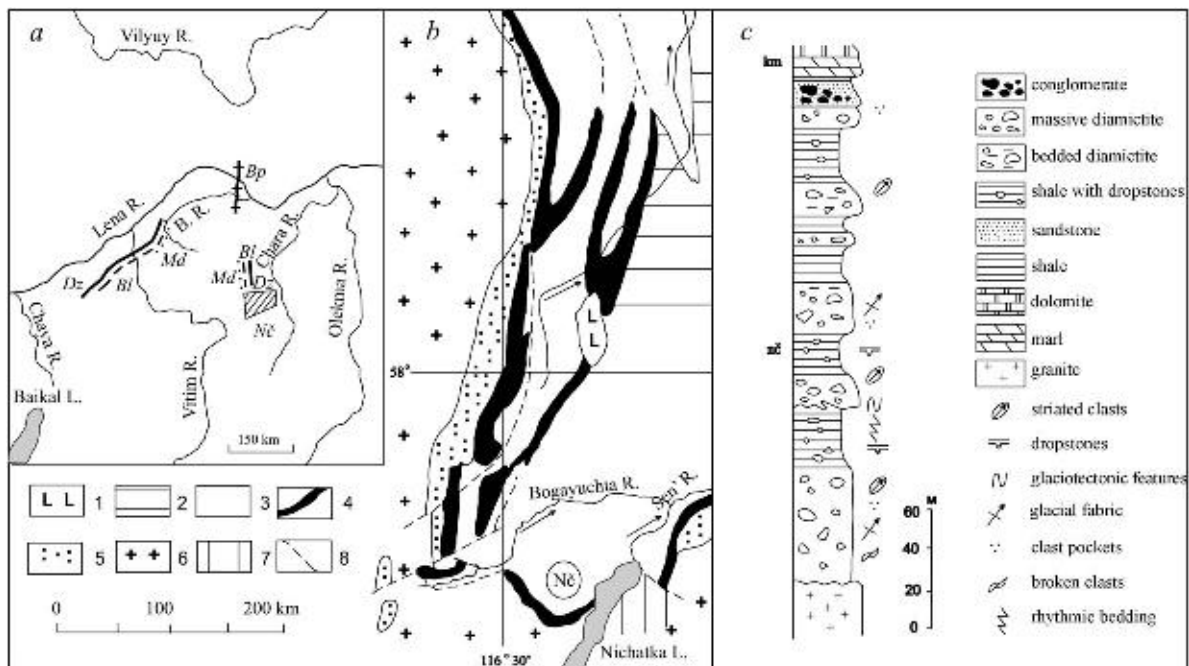 a
Vilyuy R.
Bp
Lena R.
B. R.
Chara R.
Bl
Md
Md
D
Dz
Bl
Nč
Olekma R.
Chaya R.
Vitim R.
Baikal L.
150 km
L L 1
2
3
4
5
6
7
8
0 100 200 km
b
L
L
58°
Bogayuchia R.
Sen' R.
Nč
Nichatka L.
116° 30'
c
km
nč
M
60
40
20
0
conglomerate
massive diamictite
bedded diamictite
shale with dropstones
sandstone
shale
dolomite
marl
granite
striated clasts
dropstones
glaciotectonic features
glacial fabric
clast pockets
broken clasts
rhythmic bedding